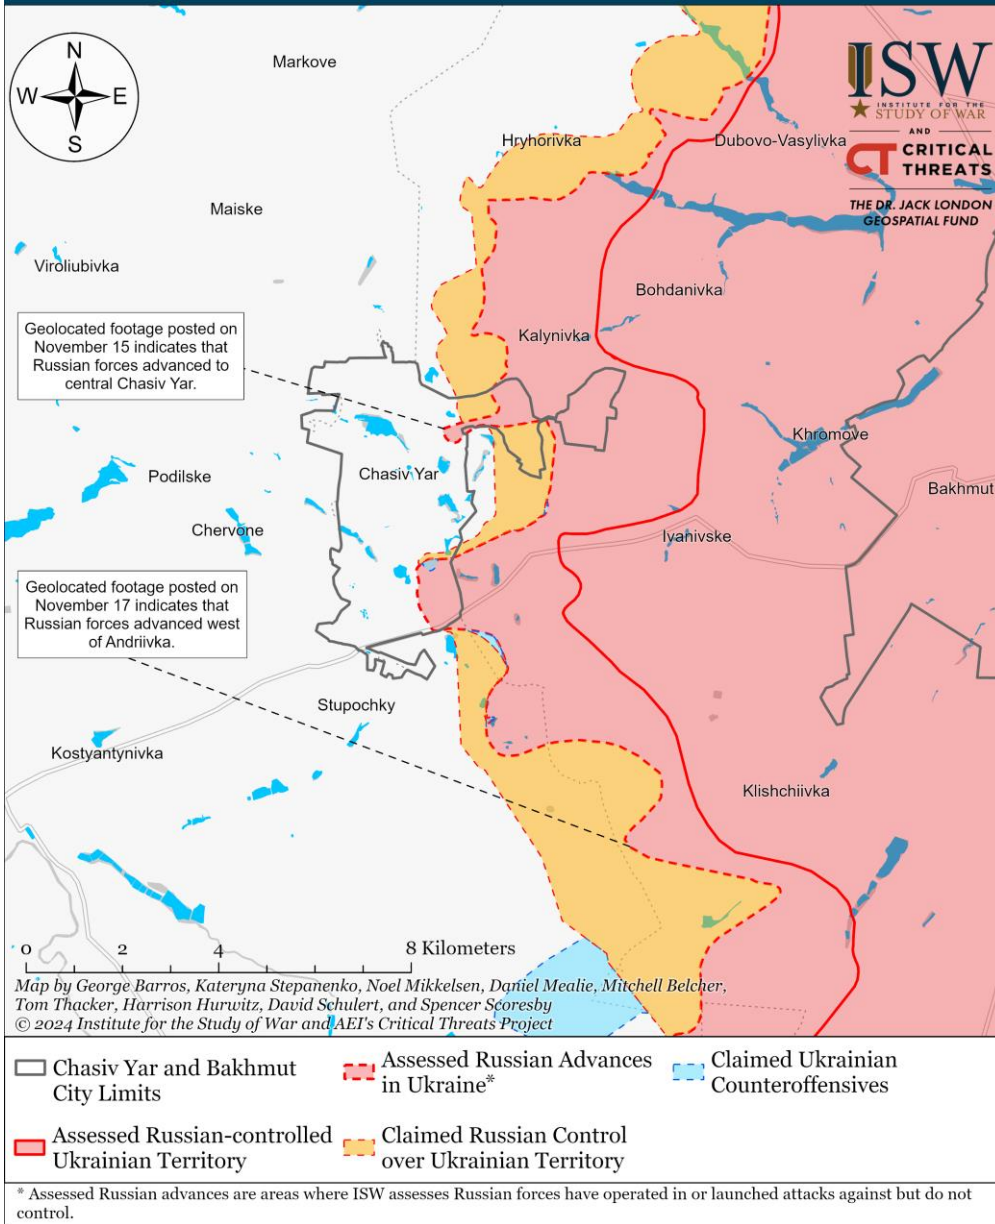 N
W
E
S
Markove
Hryhorivka
Dubovo-Vasylivka
ISW
INSTITUTE FOR THE
STUDY OF WAR
AND
CT CRITICAL
THREATS
THE DR. JACK LONDON
GEOSPATIAL FUND
Maiske
Viroliubivka
Bohdanivka
Kalynivka
Geolocated footage posted on
November 15 indicates that
Russian forces advanced to
central Chasiv Yar.
Khromove
Podilske
Chasiv Yar
Bakhmut
Chervone
Ivanivske
Geolocated footage posted on
November 17 indicates that
Russian forces advanced west
of Andriivka.
Stupochky
Kostyantynivka
Klishchiivka
0 2 4 8 Kilometers
Map by George Barros, Kateryna Stepanenko, Noel Mikkelsen, Daniel Mealie, Mitchell Belcher,
Tom Thacker, Harrison Hurwitz, David Schulert, and Spencer Scoresby
© 2024 Institute for the Study of War and AEI's Critical Threats Project
Chasiv Yar and Bakhmut
City Limits
Assessed Russian Advances
in Ukraine*
Claimed Ukrainian
Counteroffensives
Assessed Russian-controlled
Ukrainian Territory
Claimed Russian Control
over Ukrainian Territory
* Assessed Russian advances are areas where ISW assesses Russian forces have operated in or launched attacks against but do not
control.